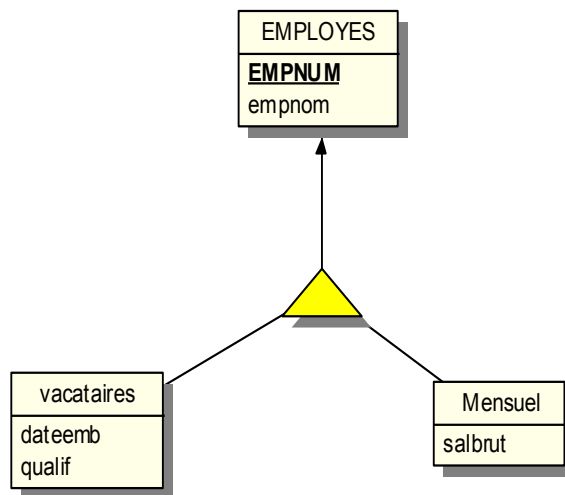 EMPLOYES
EMPNUM
empnom
vacataires
dateemb
qualif
Mensuel
salbrut